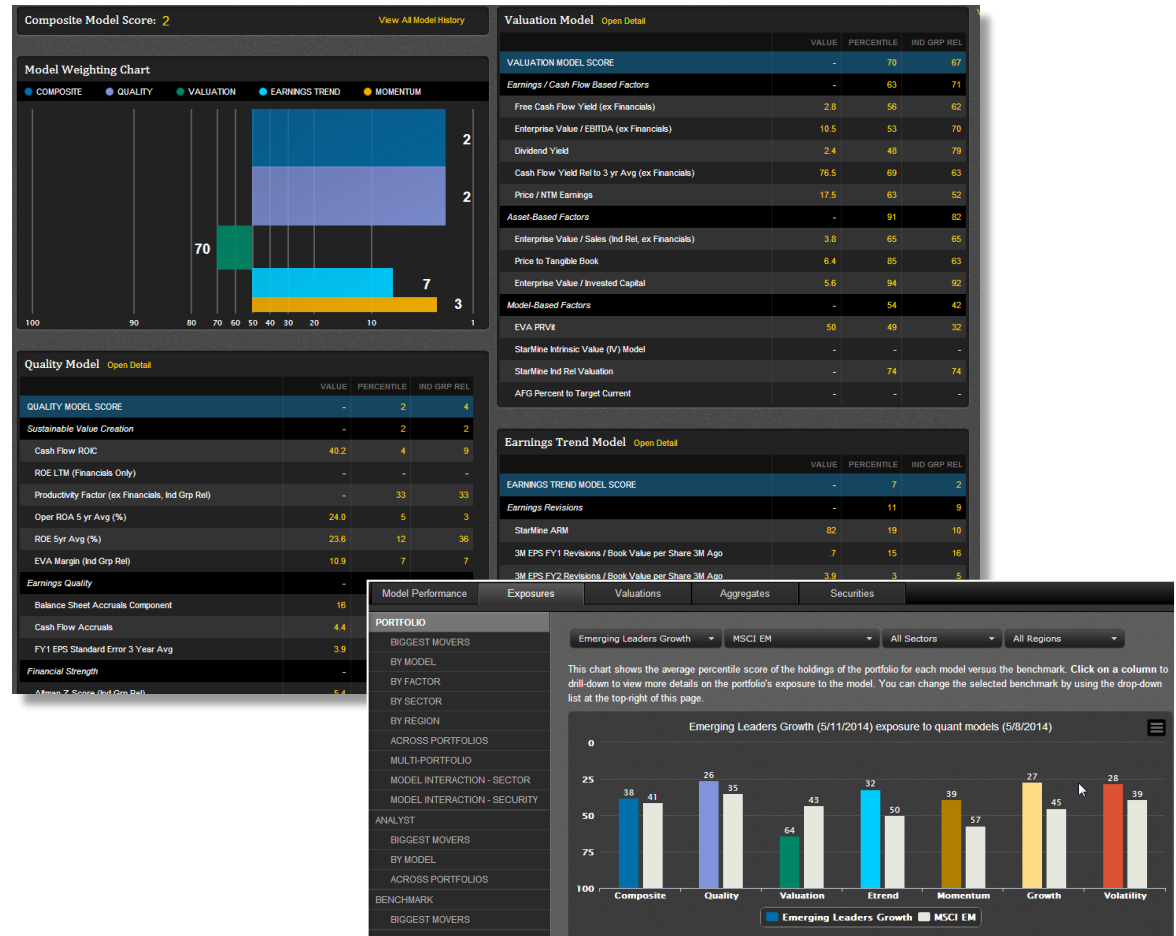 Composite Model Score: 2 View All Model History
Model Weighting Chart
COMPOSITE QUALITY VALUATION EARNINGS TREND MOMENTUM
2
2
70
7
3
100 90 80 70 60 50 40 30 20 10 1
Quality Model Open Detail
VALUE PERCENTILE IND GRP REL
QUALITY MODEL SCORE - 2 4
Sustainable Value Creation - 2 2
Cash Flow ROIC 40.2 4 9
ROE LTM (Financials Only) - - -
Productivity Factor (ex Financials, Ind Grp Rel) - 33 33
Oper ROA 5 yr Avg (%) 24.0 5 3
ROE 5yr Avg (%) 23.6 12 36
EVA Margin (Ind Grp Rel) 10.9 7 7
Earnings Quality -
Balance Sheet Accruals Component 16
Cash Flow Accruals 4.4
FY1 EPS Standard Error 3 Year Avg 3.9
Financial Strength -
Altman Z Score (Ind Grp Rel) 5.4
Valuation Model Open Detail
VALUE PERCENTILE IND GRP REL
VALUATION MODEL SCORE - 70 67
Earnings / Cash Flow Based Factors - 63 71
Free Cash Flow Yield (ex Financials) 2.8 56 62
Enterprise Value / EBITDA (ex Financials) 10.5 53 70
Dividend Yield 2.4 48 79
Cash Flow Yield Rel to 3 yr Avg (ex Financials) 76.5 69 63
Price / NTM Earnings 17.5 63 52
Asset-Based Factors - 91 82
Enterprise Value / Sales (Ind Rel, ex Financials) 3.8 65 65
Price to Tangible Book 6.4 85 63
Enterprise Value / Invested Capital 5.6 94 92
Model-Based Factors - 54 42
EVA PRVit 50 49 32
StarMine Intrinsic Value (IV) Model - - -
StarMine Ind Rel Valuation - 74 74
AFG Percent to Target Current - - -
Earnings Trend Model Open Detail
VALUE PERCENTILE IND GRP REL
EARNINGS TREND MODEL SCORE - 7 2
Earnings Revisions - 11 9
StarMine ARM 82 19 10
3M EPS FY1 Revisions / Book Value per Share 3M Ago .7 15 16
3M EPS FY2 Revisions / Book Value per Share 3M Ago 3.9 3 5
Model Performance Exposures Valuations Aggregates Securities
PORTFOLIO
BIGGEST MOVERS
BY MODEL
BY FACTOR
BY SECTOR
BY REGION
ACROSS PORTFOLIOS
MULTI-PORTFOLIO
MODEL INTERACTION - SECTOR
MODEL INTERACTION - SECURITY
ANALYST
BIGGEST MOVERS
BY MODEL
ACROSS PORTFOLIOS
BENCHMARK
BIGGEST MOVERS
Emerging Leaders Growth MSCI EM All Sectors All Regions
This chart shows the average percentile score of the holdings of the portfolio for each model versus the benchmark. Click on a column to
drill-down to view more details on the portfolio's exposure to the model. You can change the selected benchmark by using the drop-down
list at the top-right of this page.
Emerging Leaders Growth (5/11/2014) exposure to quant models (5/8/2014)
0
25
50
75
100
38 41 26 35 64 43 32 50 39 57 27 45 28 39
Composite Quality Valuation Etrend Momentum Growth Volatility
Emerging Leaders Growth MSCI EM